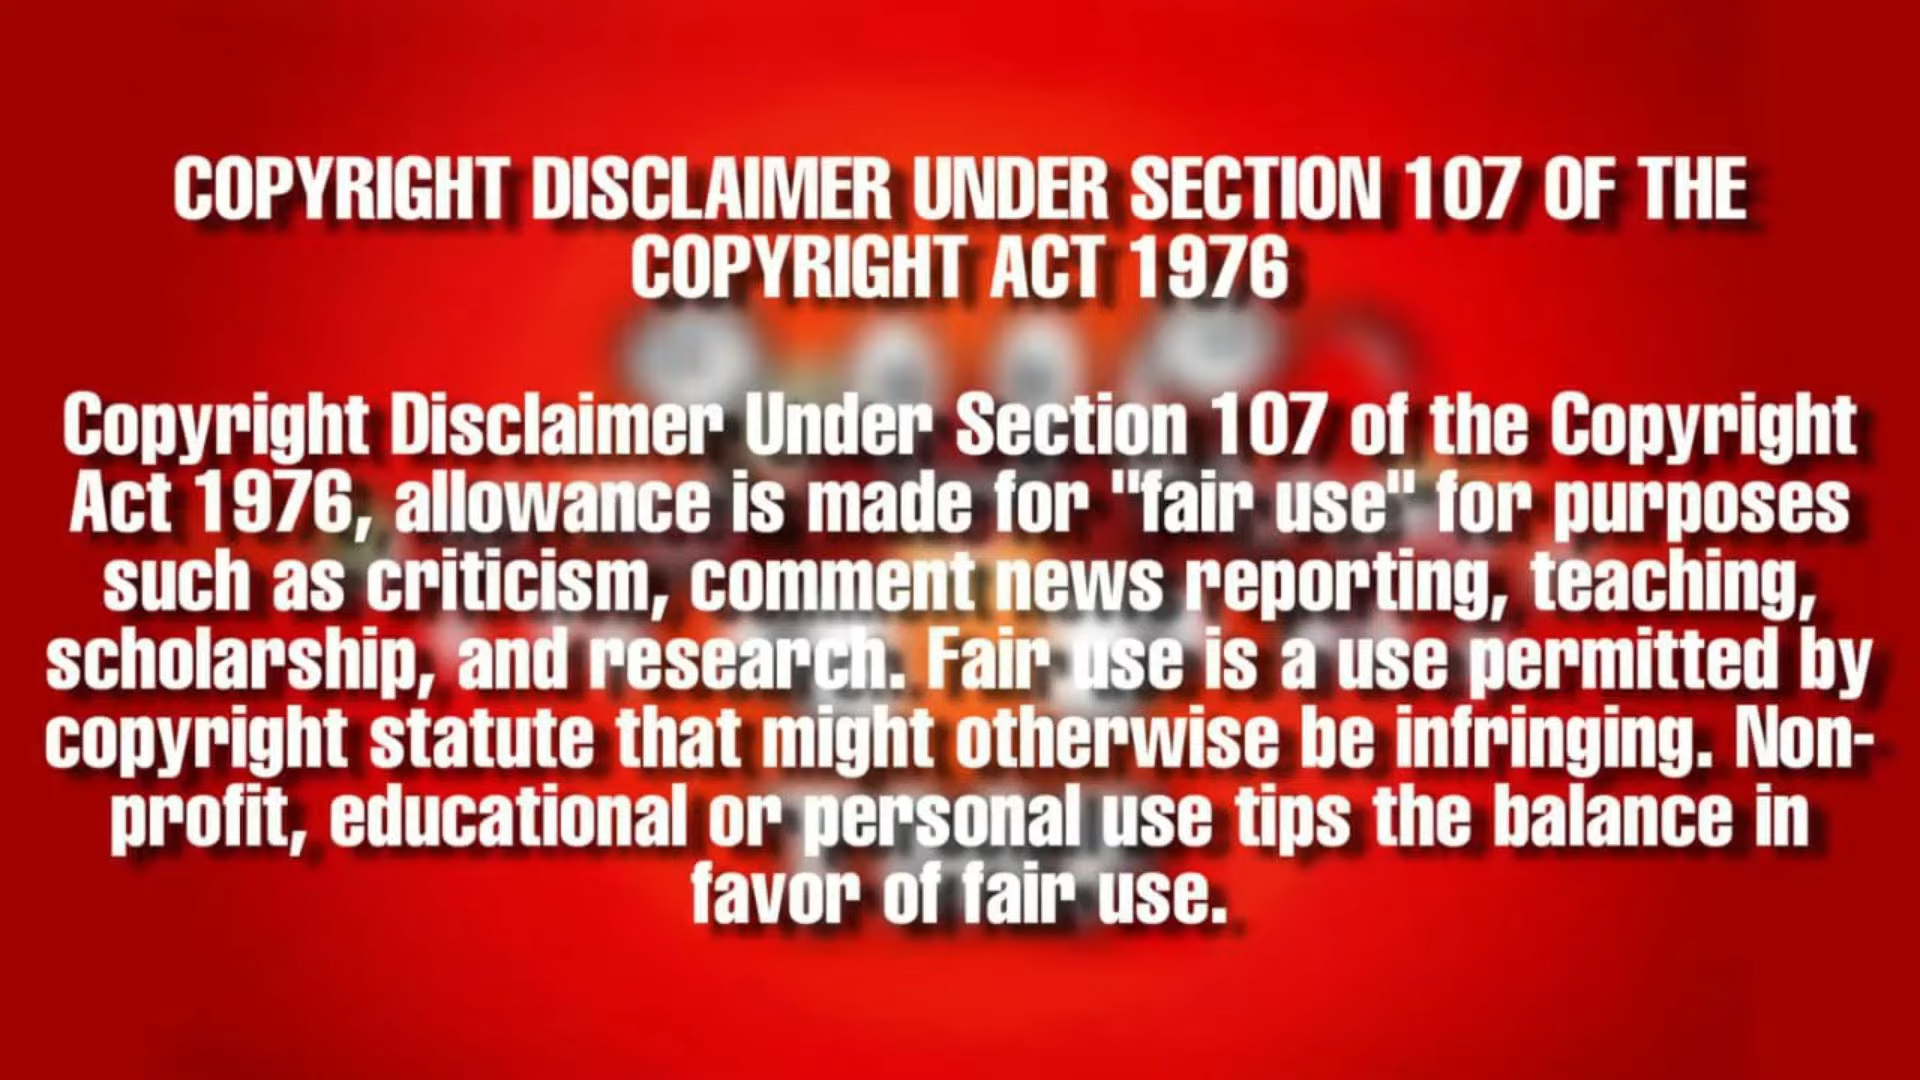 COPYRIGHT DISCLAIMER UNDER SECTION 107 OF THE
COPYRIGHT ACT 1976
Copyright Disclaimer Under Section 107 of the Copyright
Act 1976, allowance is made for "fair use" for purposes
such as criticism, comment news reporting, teaching,
scholarship, and research. Fair use is a use permitted by
copyright statute that might otherwise be infringing. Non-
profit, educational or personal use tips the balance in
favor of fair use.